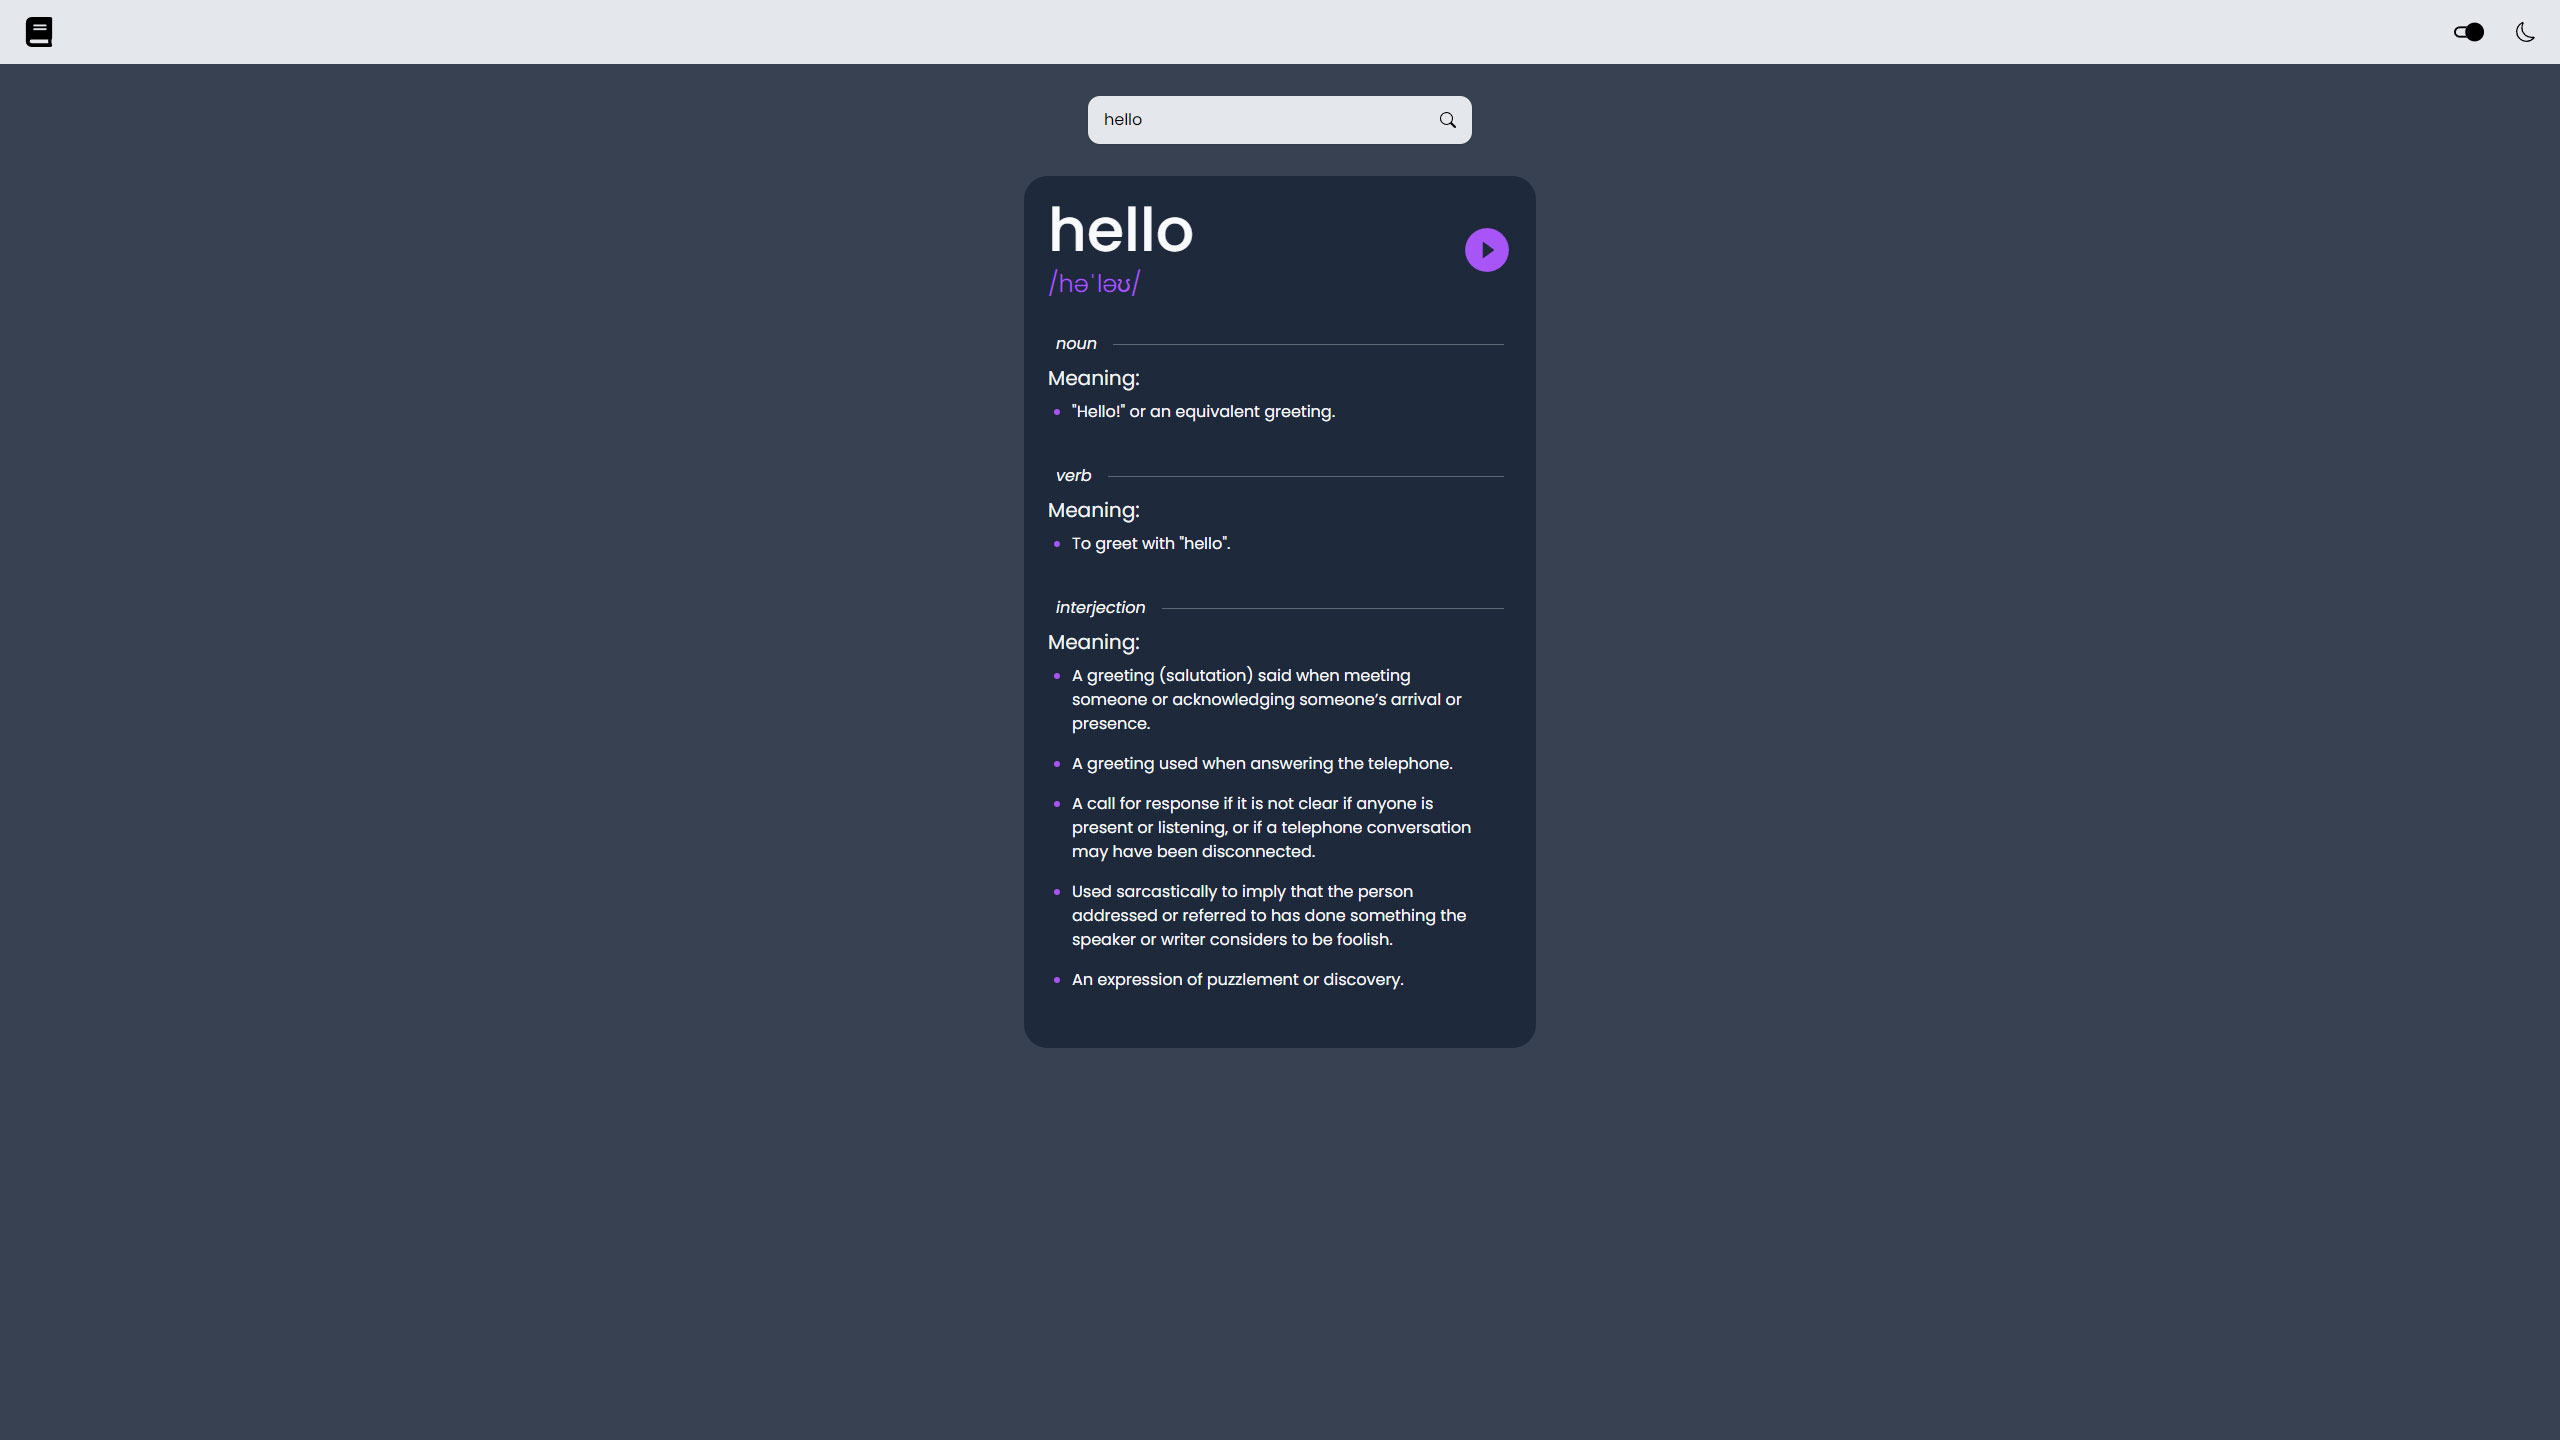 hello
hello
/həˈləʊ/
noun
Meaning:
"Hello!" or an equivalent greeting.
verb
Meaning:
To greet with "hello".
interjection
Meaning:
A greeting (salutation) said when meeting
someone or acknowledging someone’s arrival or
presence.
A greeting used when answering the telephone.
A call for response if it is not clear if anyone is
present or listening, or if a telephone conversation
may have been disconnected.
Used sarcastically to imply that the person
addressed or referred to has done something the
speaker or writer considers to be foolish.
An expression of puzzlement or discovery.